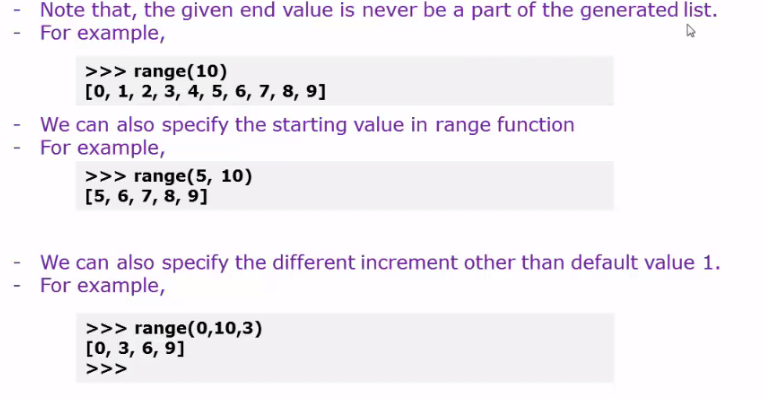 - Note that, the given end value is never be a part of the generated list.
- For example,
>>> range(10)
[0, 1, 2, 3, 4, 5, 6, 7, 8, 9]
- We can also specify the starting value in range function
- For example,
>>> range(5, 10)
[5, 6, 7, 8, 9]
- We can also specify the different increment other than default value 1.
- For example,
>>> range(0,10,3)
[0, 3, 6, 9]
>>>